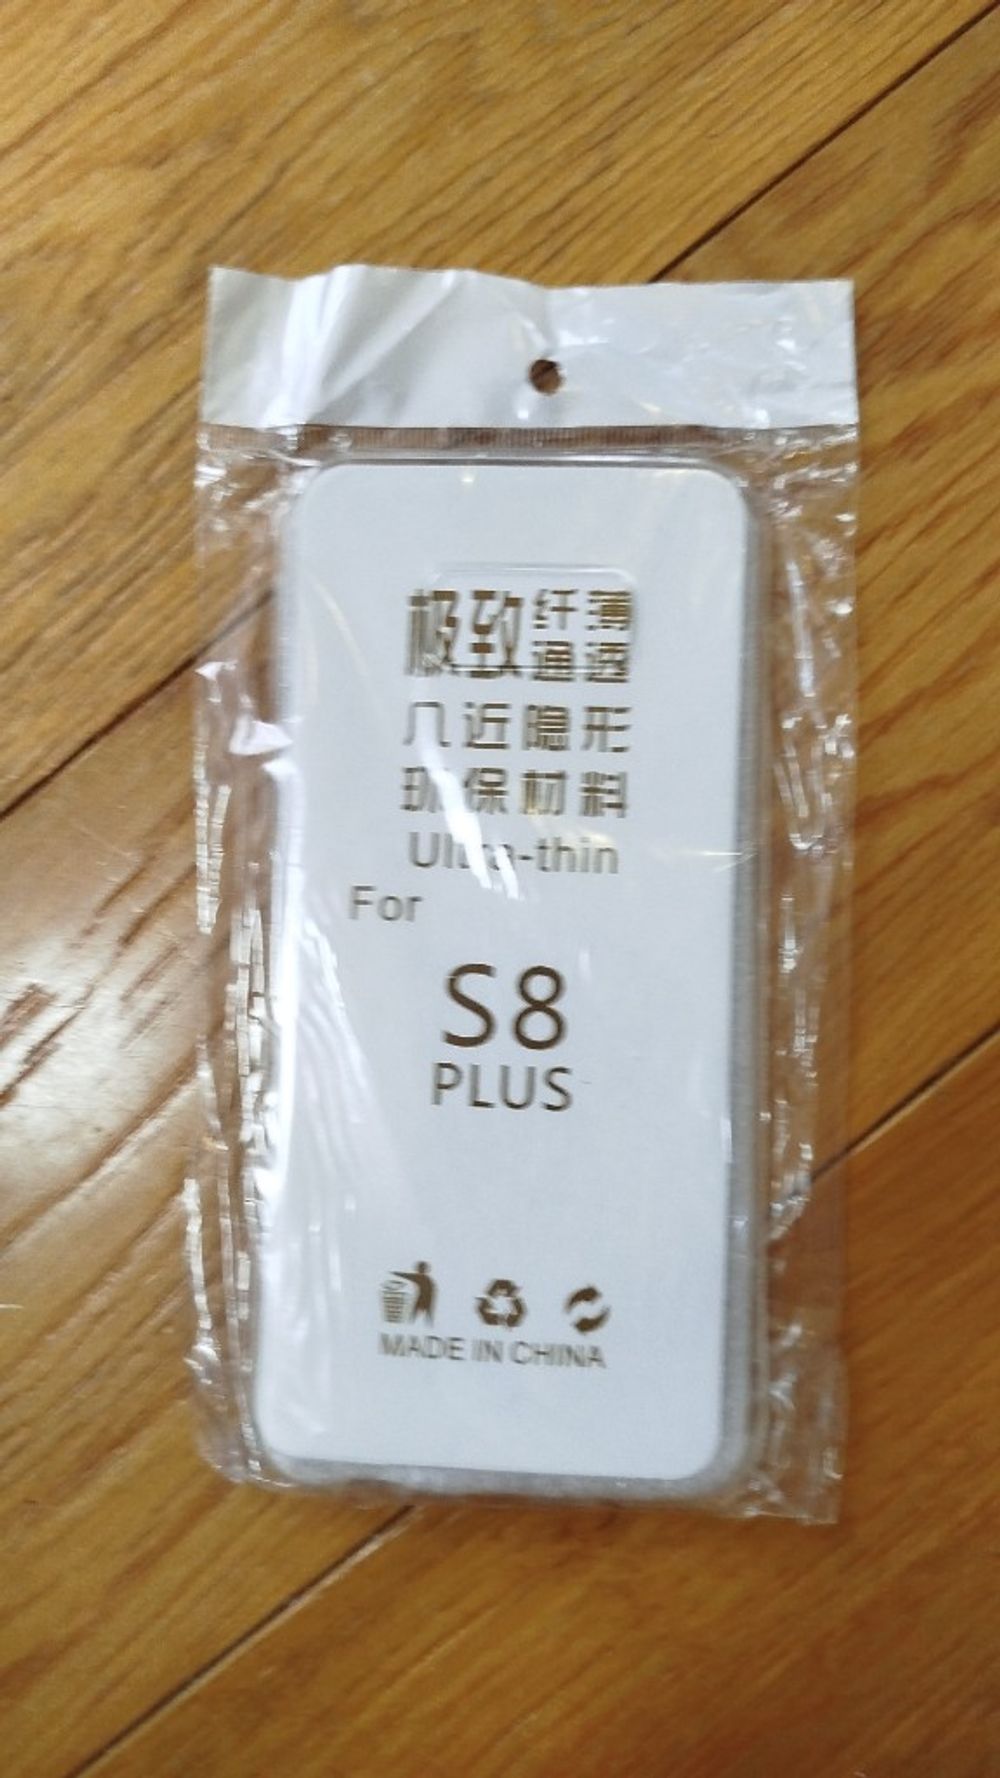 极致 纤薄
通透
几近隐形
环保材料
Ultra-thin
For
S8
PLUS
MADE IN CHINA